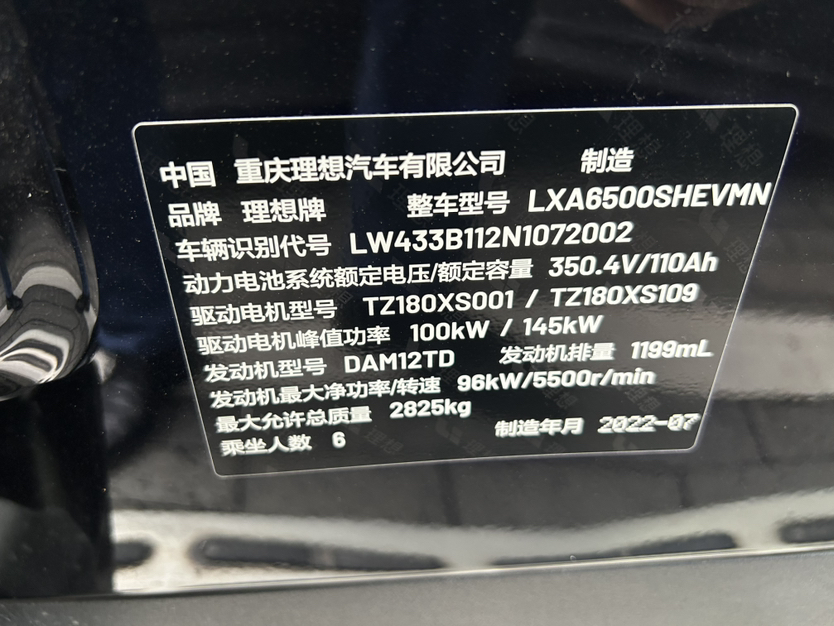 中国 重庆理想汽车有限公司 制造
品牌 理想牌 整车型号 LXA6500SHEVMN
车辆识别代号 LW433B112N1072002
动力电池系统额定电压/额定容量 350.4V/110Ah
驱动电机型号 TZ180XS001 / TZ180XS109
驱动电机峰值功率 100kW / 145kW
发动机型号 DAM12TD 发动机排量 1199mL
发动机最大净功率/转速 96kW/5500r/min
最大允许总质量 2825kg
乘坐人数 6 制造年月 2022-07